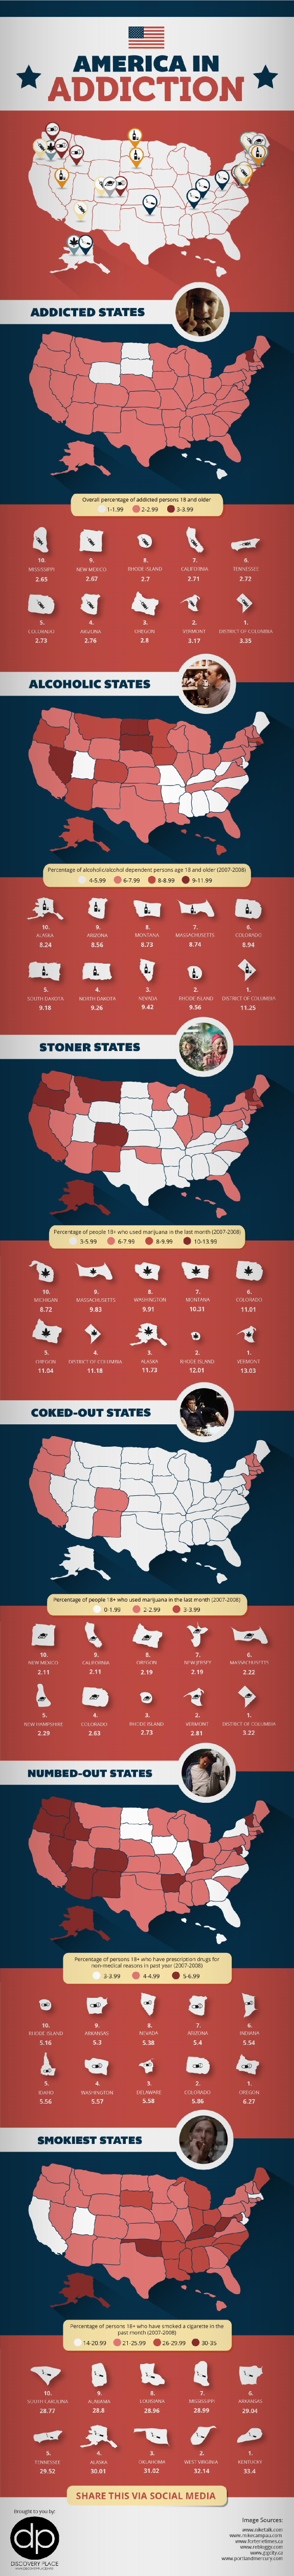 AMERICA IN
ADDICTION
ADDICTED STATES
Overall percentage of addicted persons 18 and older
1-1.99 2-2.99 3-3.99
10. 9. 8. 7. 6.
MISSISSIPPI NEW MEXICO RHODE ISLAND CALIFORNIA TENNESSEE
2.65 2.67 2.7 2.71 2.72
5. 4. 3. 2. 1.
COLORADO ARIZONA OREGON VERMONT DISTRICT OF COLUMBIA
2.73 2.76 2.8 3.17 3.35
ALCOHOLIC STATES
Percentage of alcoholic/alcohol dependent persons age 18 and older (2007-2008)
4-5.99 6-7.99 8-8.99 9-11.99
10. 9. 8. 7. 6.
ALASKA ARIZONA MONTANA MASSACHUSETTS COLORADO
8.24 8.56 8.73 8.74 8.94
5. 4. 3. 2. 1.
SOUTH DAKOTA NORTH DAKOTA NEVADA RHODE ISLAND DISTRICT OF COLUMBIA
9.18 9.26 9.42 9.56 11.25
STONER STATES
Percentage of people 18+ who used marijuana in the last month (2007-2008)
3-5.99 6-7.99 8-9.99 10-13.99
10. 9. 8. 7. 6.
MICHIGAN MASSACHUSETTS WASHINGTON MONTANA COLORADO
8.72 9.83 9.91 10.31 11.01
5. 4. 3. 2. 1.
OREGON DISTRICT OF COLUMBIA ALASKA RHODE ISLAND VERMONT
11.04 11.18 11.73 12.01 13.03
COKED-OUT STATES
Percentage of people 18+ who used marijuana in the last month (2007-2008)
0-1.99 2-2.99 3-3.99
10. 9. 8. 7. 6.
NEW MEXICO CALIFORNIA OREGON NEW JERSEY MASSACHUSETTS
2.11 2.11 2.19 2.19 2.22
5. 4. 3. 2. 1.
NEW HAMPSHIRE COLORADO RHODE ISLAND VERMONT DISTRICT OF COLUMBIA
2.29 2.63 2.73 2.81 3.22
NUMBED-OUT STATES
Percentage of persons 18+ who have prescription drugs for
non-medical reasons in past year (2007-2008)
3-3.99 4-4.99 5-6.99
10. 9. 8. 7. 6.
RHODE ISLAND ARKANSAS NEVADA ARIZONA INDIANA
5.16 5.3 5.38 5.4 5.54
5. 4. 3. 2. 1.
IDAHO WASHINGTON DELAWARE COLORADO OREGON
5.56 5.57 5.58 5.86 6.27
SMOKIEST STATES
Percentage of persons 18+ who have smoked a cigarette in the
past month (2007-2008)
14-20.99 21-25.99 26-29.99 30-35
10. 9. 8. 7. 6.
SOUTH CAROLINA ALABAMA LOUISIANA MISSISSIPPI ARKANSAS
28.77 28.8 28.96 28.99 29.04
5. 4. 3. 2. 1.
TENNESSEE ALASKA OKLAHOMA WEST VIRGINIA KENTUCKY
29.52 30.01 31.02 32.14 33.4
SHARE THIS VIA SOCIAL MEDIA
Brought to you by:
dp
DISCOVERY PLACE
Image Sources:
www.mikecampau.com
www.portlandmercury.com